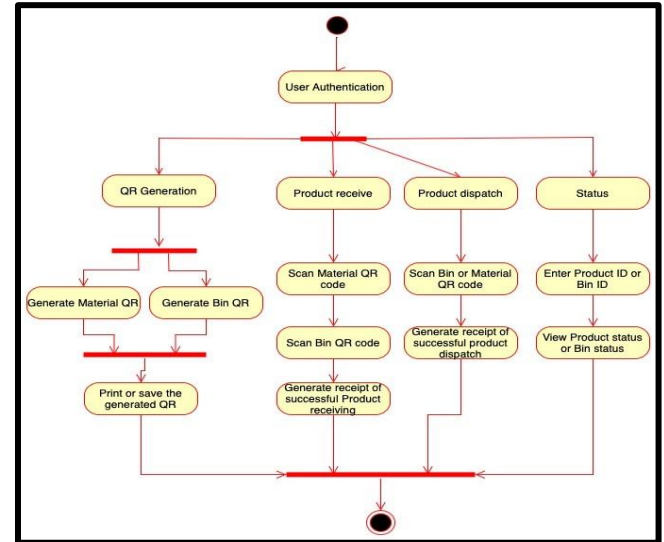 User Authentication
QR Generation
Product receive
Product dispatch
Status
Scan Material QR
code
Scan Bin or Material
QR code
Enter Product ID or
Bin ID
Generate Material QR
Generate Bin QR
Scan Bin QR code
Generate receipt of
successful product
dispatch
View Product status
or Bin status
Print or save the
generated QR
Generate receipt of
successful Product
receiving